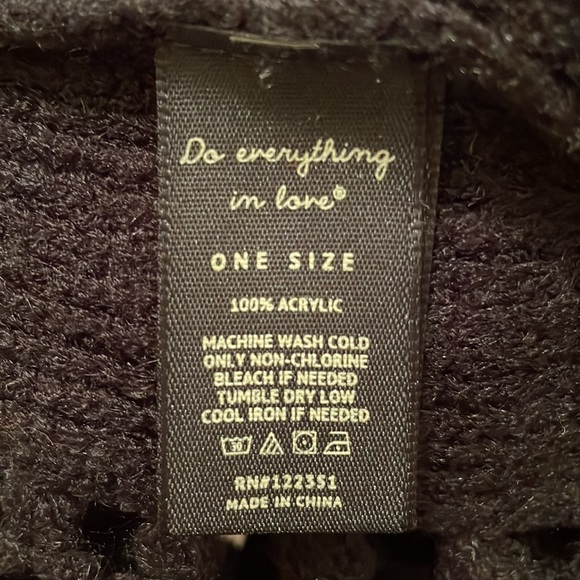 Do everything
in love®
ONE SIZE
100% ACRYLIC
MACHINE WASH COLD
ONLY NON-CHLORINE
BLEACH IF NEEDED
TUMBLE DRY LOW
COOL IRON IF NEEDED
30
RN#122351
MADE IN CHINA